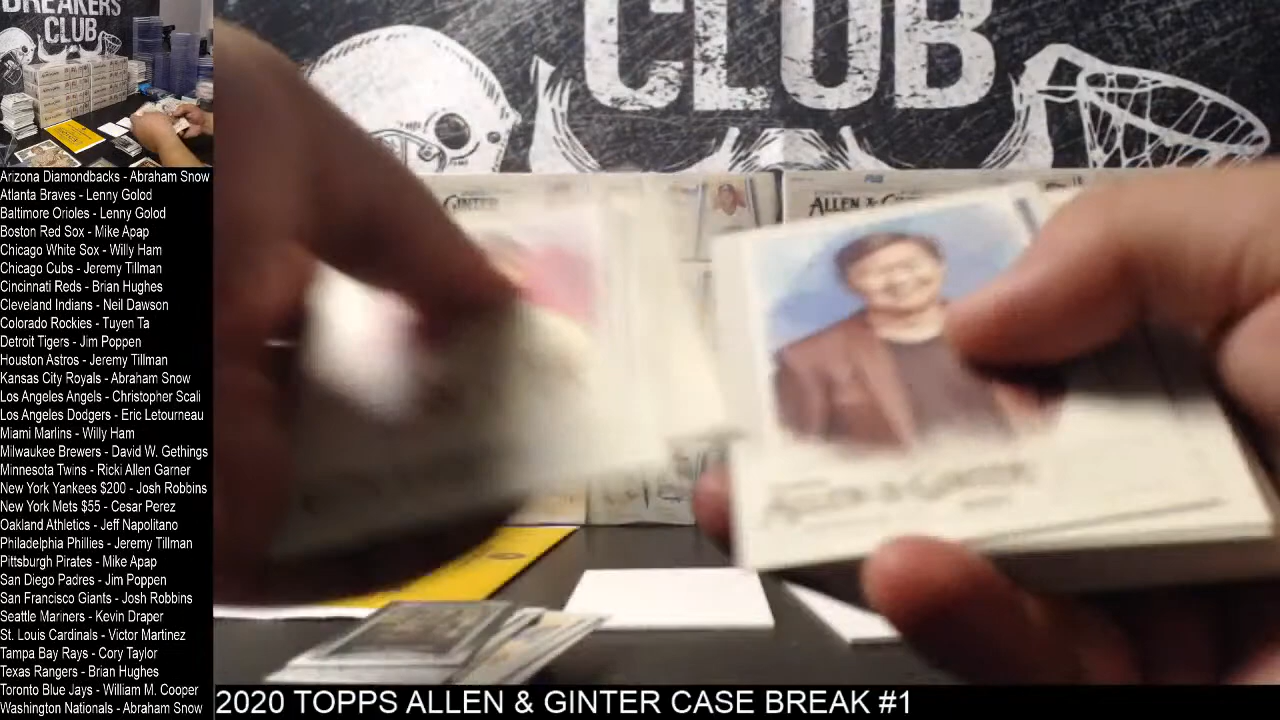 BREAKERS
CLUB
CLUB
GINTER
ALLEN & G
ALLEN & GINTER
Arizona Diamondbacks - Abraham Snow
Atlanta Braves - Lenny Golod
Baltimore Orioles - Lenny Golod
Boston Red Sox - Mike Apap
Chicago White Sox - Willy Ham
Chicago Cubs - Jeremy Tillman
Cincinnati Reds - Brian Hughes
Cleveland Indians - Neil Dawson
Colorado Rockies - Tuyen Ta
Detroit Tigers - Jim Poppen
Houston Astros - Jeremy Tillman
Kansas City Royals - Abraham Snow
Los Angeles Angels - Christopher Scali
Los Angeles Dodgers - Eric Letourneau
Miami Marlins - Willy Ham
Milwaukee Brewers - David W. Gethings
Minnesota Twins - Ricki Allen Garner
New York Yankees $200 - Josh Robbins
New York Mets $55 - Cesar Perez
Oakland Athletics - Jeff Napolitano
Philadelphia Phillies - Jeremy Tillman
Pittsburgh Pirates - Mike Apap
San Diego Padres - Jim Poppen
San Francisco Giants - Josh Robbins
Seattle Mariners - Kevin Draper
St. Louis Cardinals - Victor Martinez
Tampa Bay Rays - Cory Taylor
Texas Rangers - Brian Hughes
Toronto Blue Jays - William M. Cooper
Washington Nationals - Abraham Snow
2020 TOPPS ALLEN & GINTER CASE BREAK #1